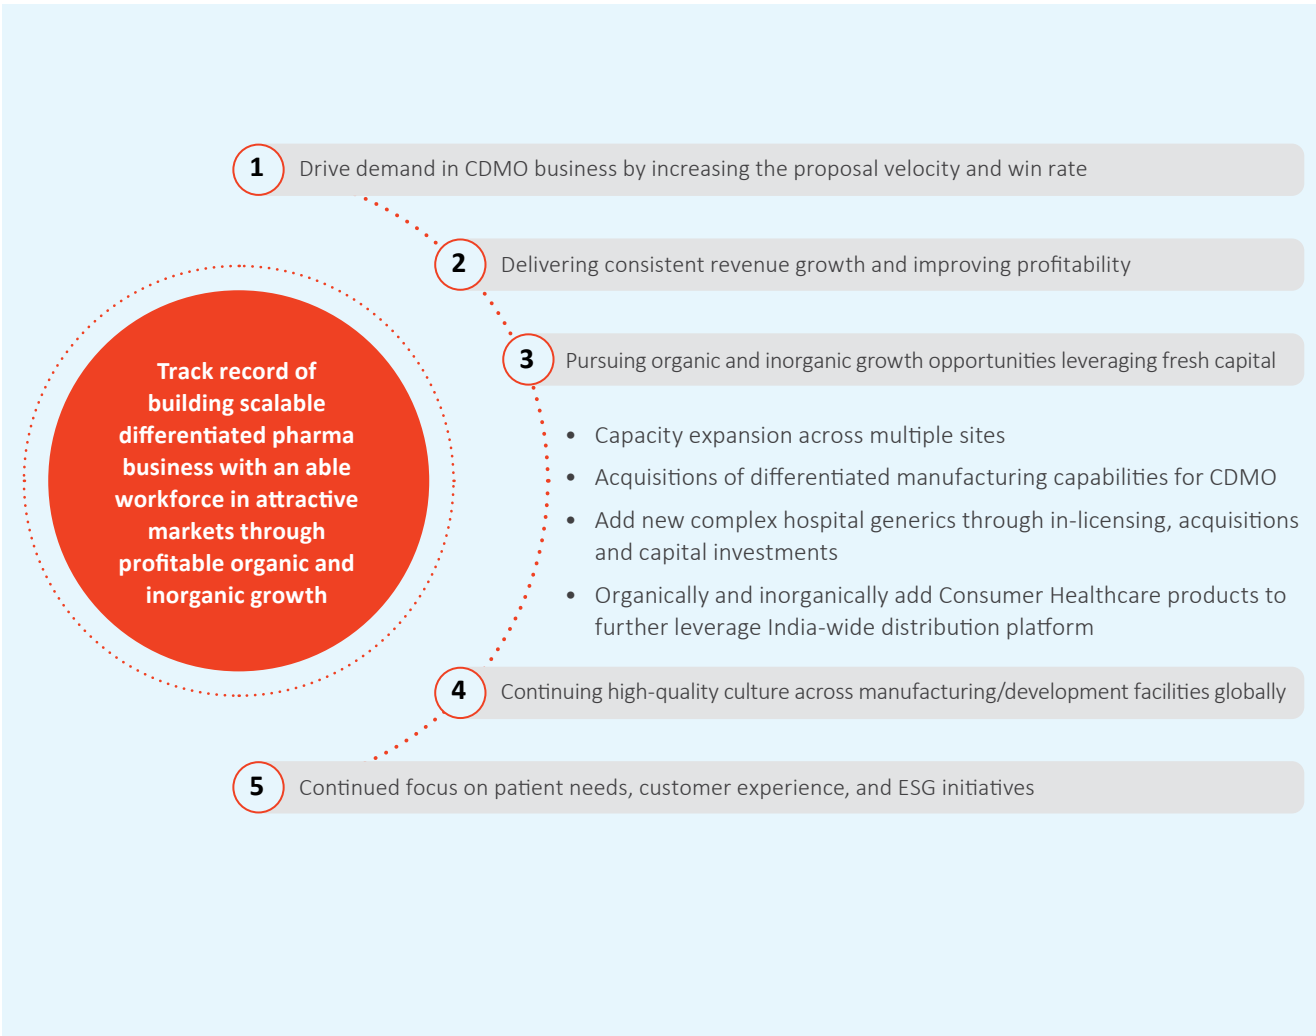 1
Drive demand in CDMO business by increasing the proposal velocity and win rate
2
Delivering consistent revenue growth and improving profitability
Track record of
building scalable
differentiated pharma
business with an able
workforce in attractive
markets through
profitable organic and
inorganic growth
3
Pursuing organic and inorganic growth opportunities leveraging fresh capital
• Capacity expansion across multiple sites
• Acquisitions of differentiated manufacturing capabilities for CDMO
• Add new complex hospital generics through in-licensing, acquisitions
and capital investments
• Organically and inorganically add Consumer Healthcare products to
further leverage India-wide distribution platform
4
Continuing high-quality culture across manufacturing/development facilities globally
5
Continued focus on patient needs, customer experience, and ESG initiatives